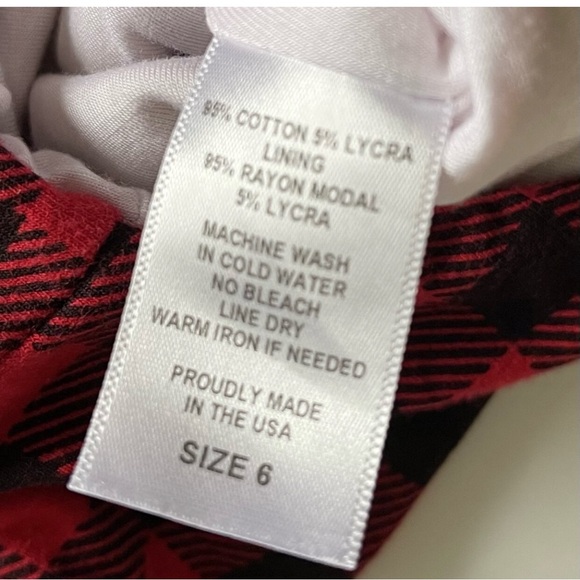 95% COTTON 5% LYCRA
LINING
95% RAYON MODAL
5% LYCRA
MACHINE WASH
IN COLD WATER
NO BLEACH
LINE DRY
WARM IRON IF NEEDED
PROUDLY MADE
IN THE USA
SIZE 6